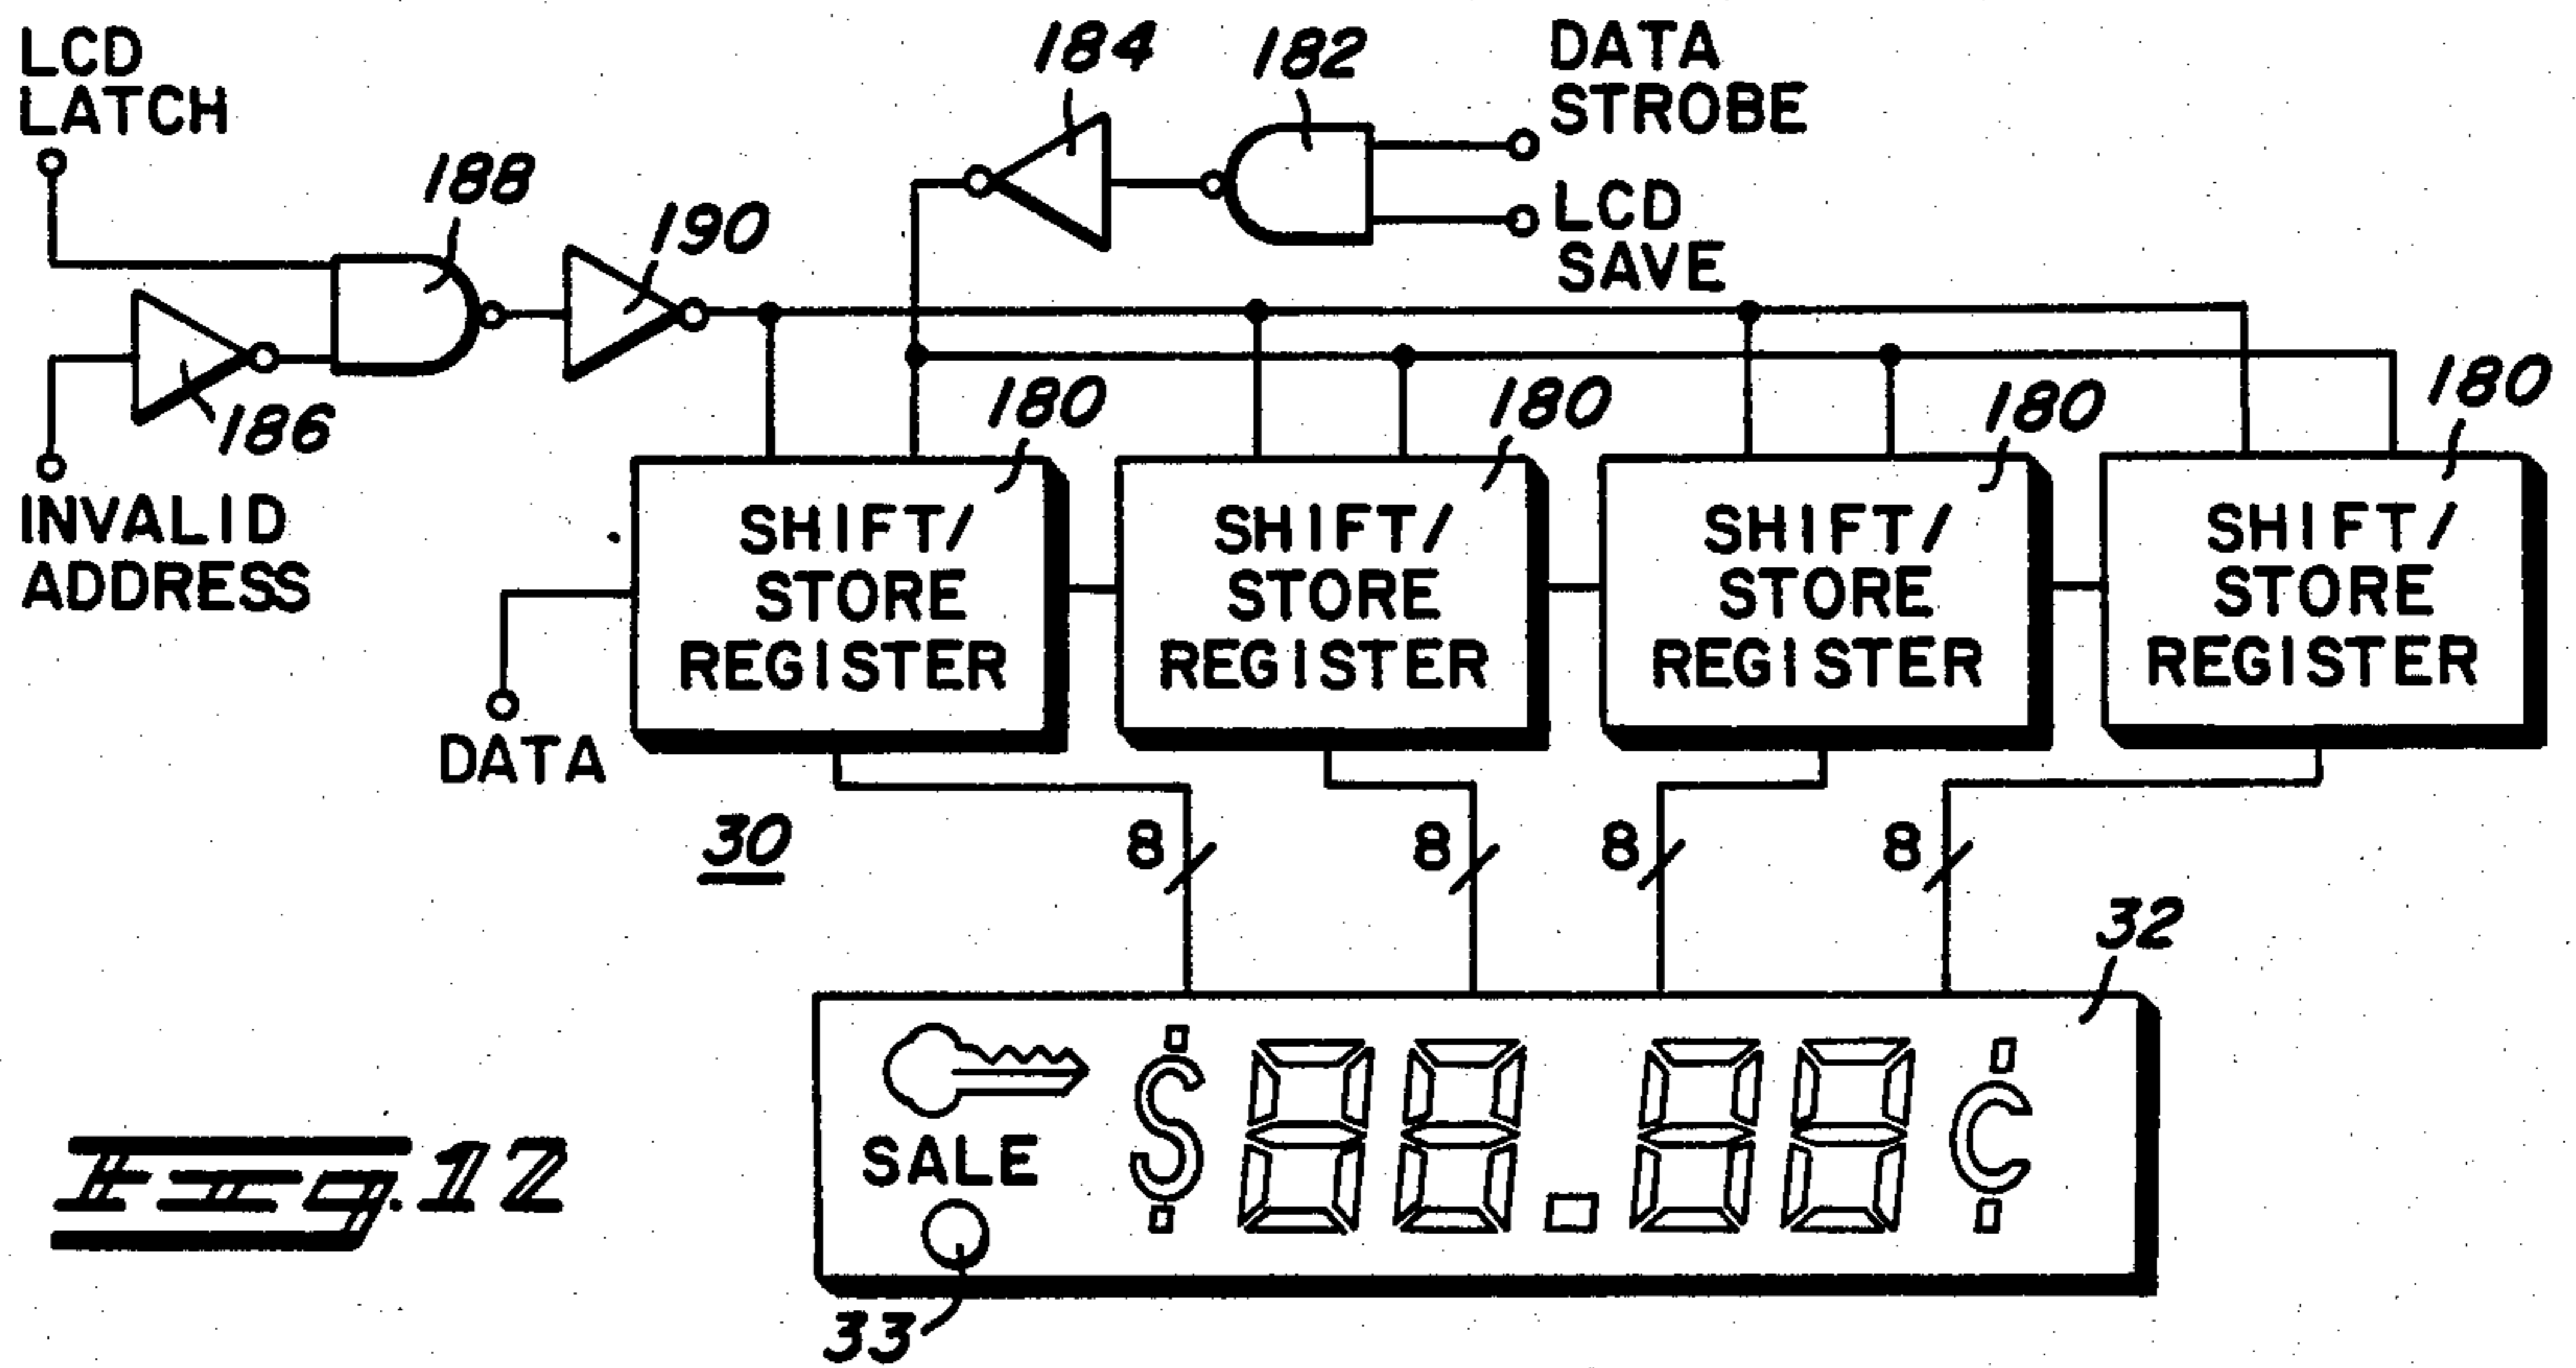 LCD
LATCH
184
182
DATA
STROBE
188
190
LCD
SAVE
186
180
180
180
180
INVALID
ADDRESS
SHIFT/
STORE
REGISTER
SHIFT/
STORE
REGISTER
SHIFT/
STORE
REGISTER
SHIFT/
STORE
REGISTER
DATA
30
8
8
8
8
32
SALE
$ 88.88 ¢
33
Fig. 12